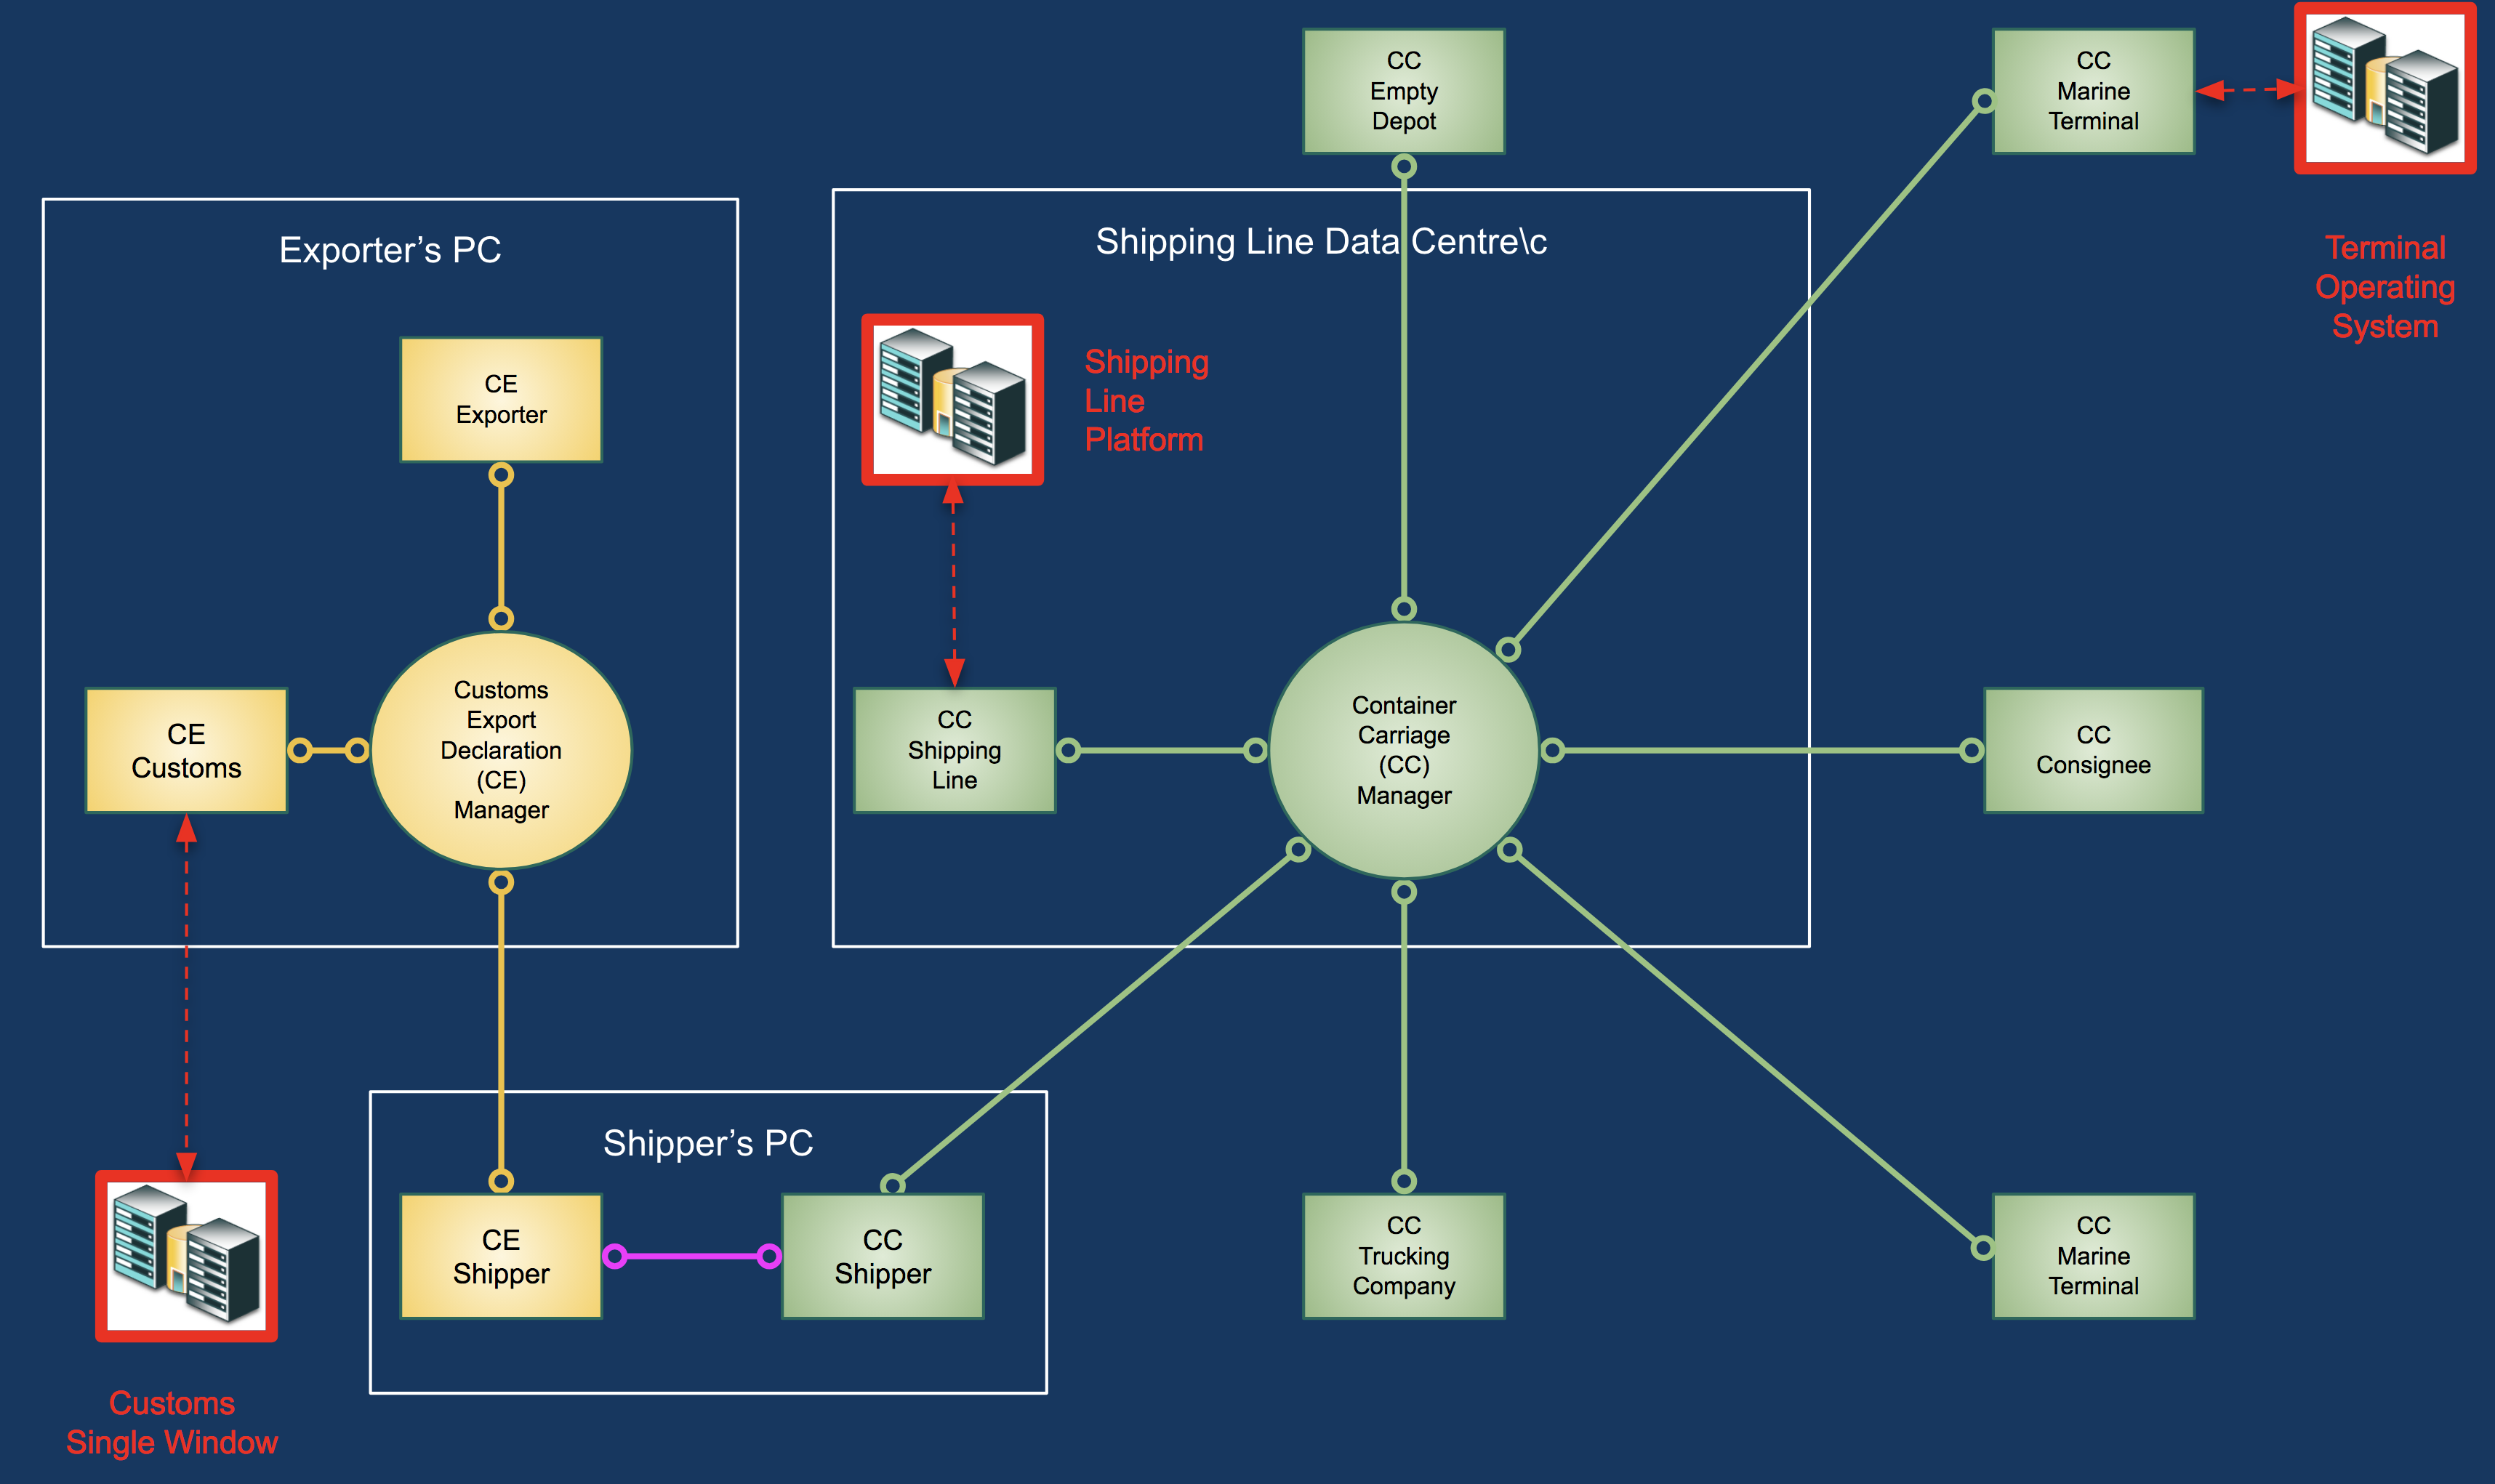 CC
Empty
Depot
CC
Marine
Terminal
Terminal
Operating
System
Exporter’s PC
CE
Exporter
CE
Customs
Customs
Export
Declaration
(CE)
Manager
Shipping Line Data Centre\c
Shipping
Line
Platform
CC
Shipping
Line
Container
Carriage
(CC)
Manager
CC
Consignee
Shipper’s PC
CE
Shipper
CC
Shipper
CC
Trucking
Company
CC
Marine
Terminal
Customs
Single Window